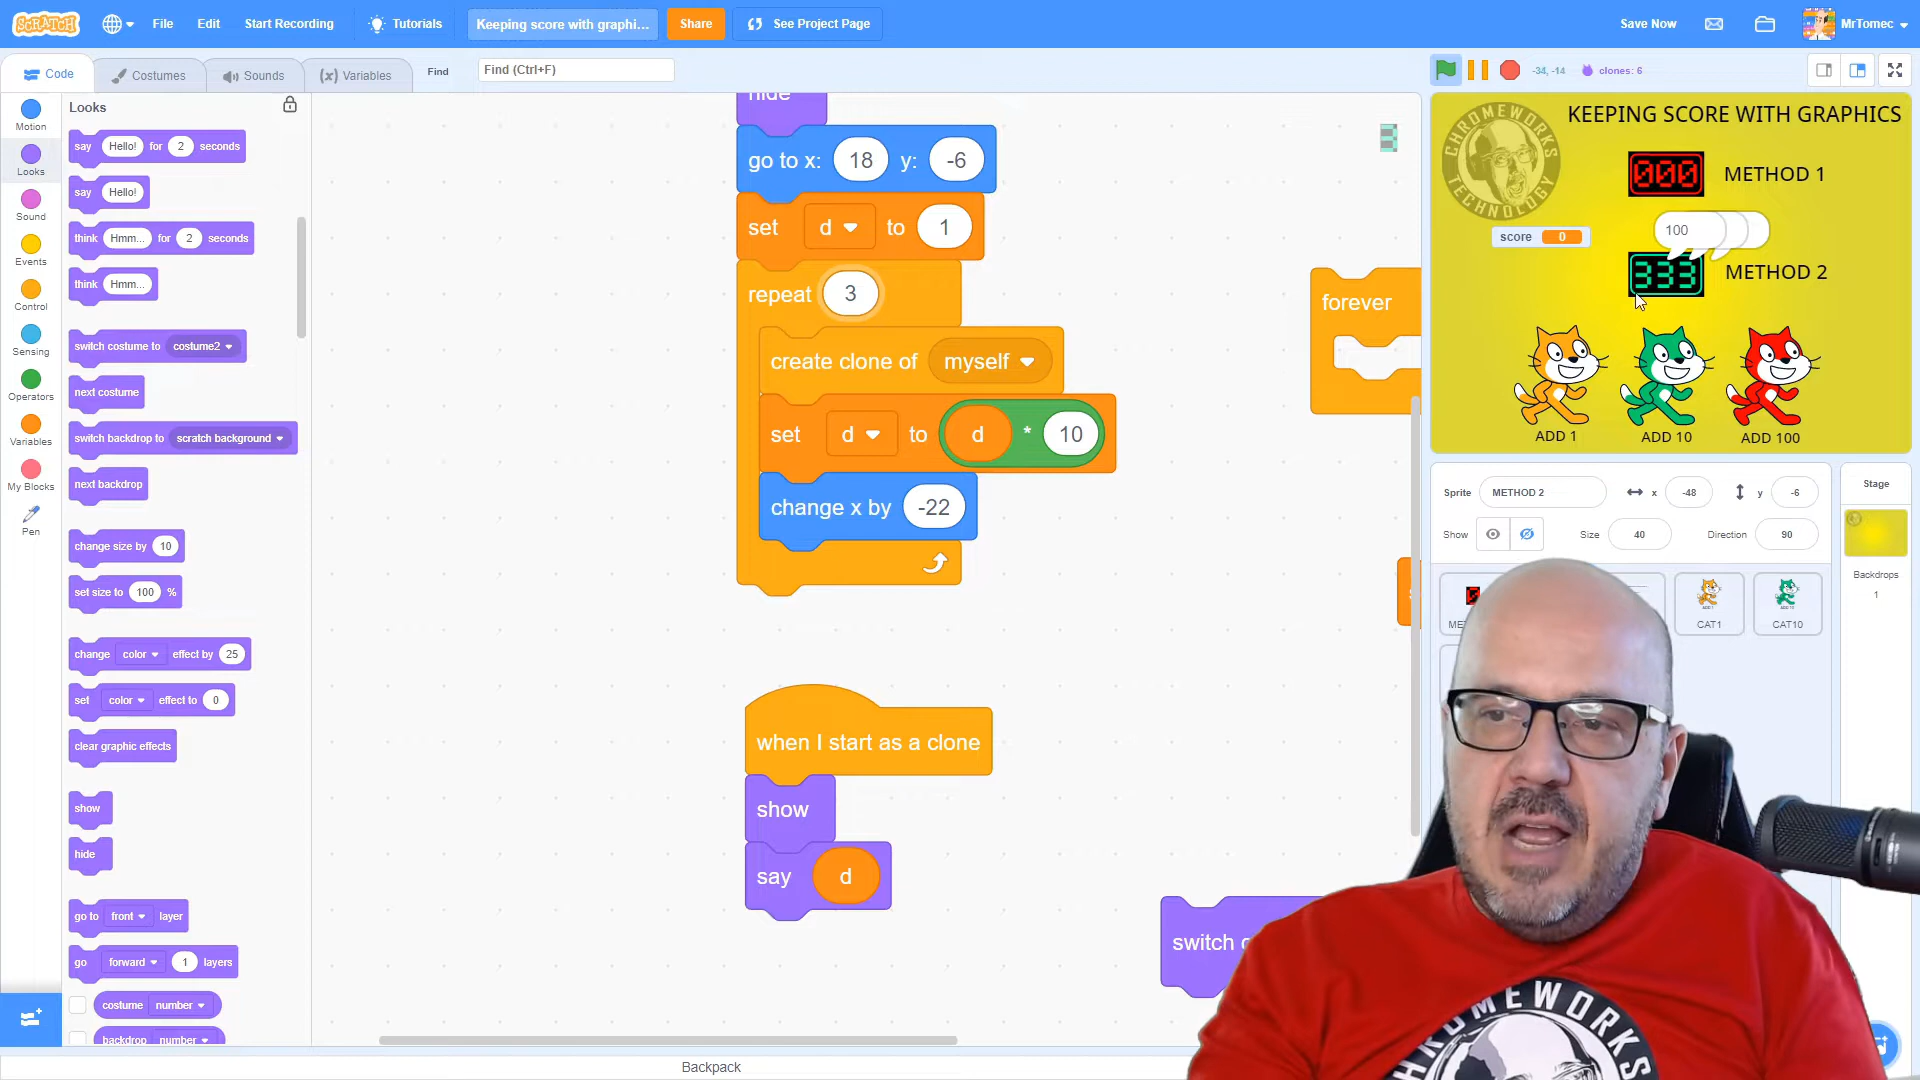 SCRATCH
File
Edit
Start Recording
Tutorials
Keeping score with graphi...
Share
See Project Page
Save Now
MrTomec
Code
Costumes
Sounds
(x) Variables
Find
Find (Ctrl+F)
-34, -14
clones: 6
Motion
Looks
Sound
Events
Control
Sensing
Operators
Variables
My Blocks
Pen
Looks
say Hello! for 2 seconds
say Hello!
think Hmm... for 2 seconds
think Hmm...
switch costume to costume2
next costume
switch backdrop to scratch background
next backdrop
change size by 10
set size to 100 %
change color effect by 25
set color effect to 0
clear graphic effects
show
hide
go to front layer
go forward 1 layers
costume number
backdrop number
hide
go to x: 18 y: -6
set d to 1
repeat 3
create clone of myself
set d to d * 10
change x by -22
when I start as a clone
show
say d
forever
switch
Backpack
KEEPING SCORE WITH GRAPHICS
CHROMEWORKS
TECHNOLOGY
000
METHOD 1
score 0
100
333
METHOD 2
ADD 1
ADD 10
ADD 100
Sprite METHOD 2 x -48 y -6
Show Size 40 Direction 90
CAT1
CAT10
Stage
Backdrops
1
CHROMEWORKS